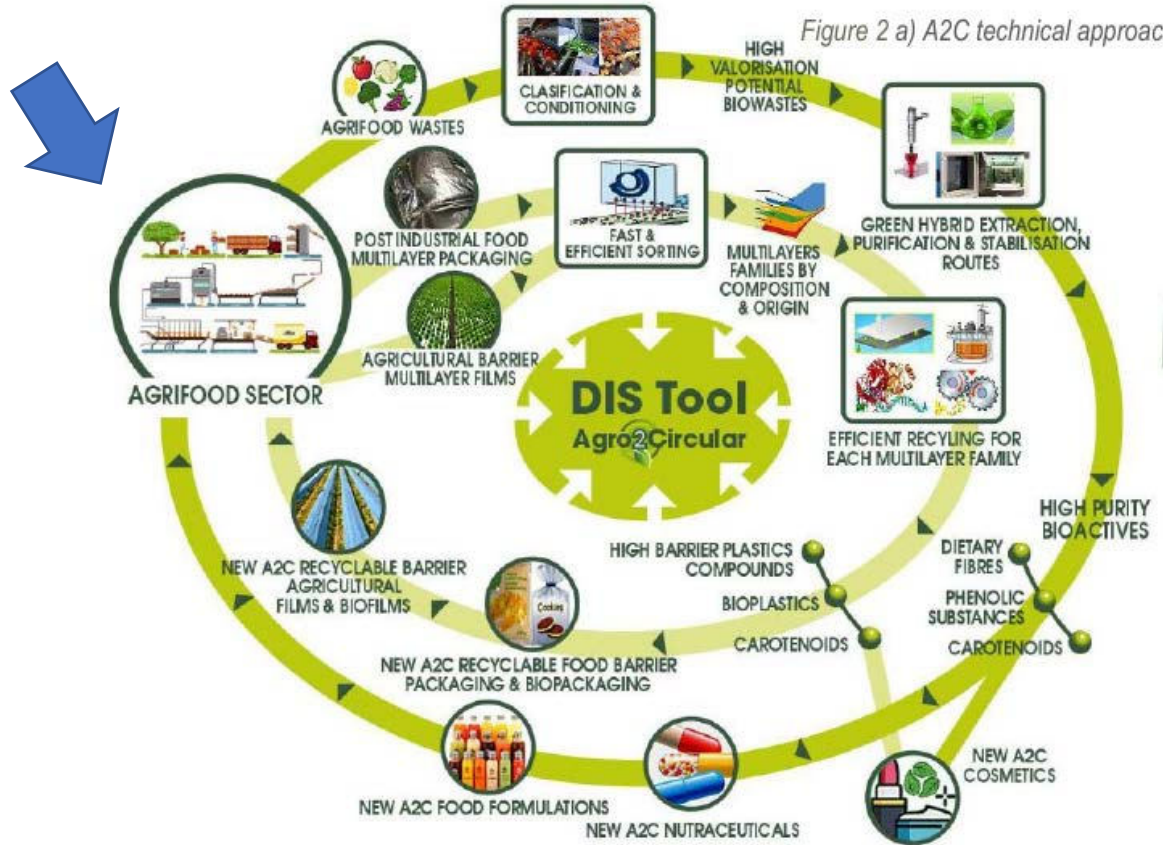 Figure 2 a) A2C technical approac
AGRIFOOD WASTES
CLASIFICATION &
CONDITIONING
HIGH
VALORISATION
POTENTIAL
BIOWASTES
GREEN HYBRID EXTRACTION,
PURIFICATION & STABILISATION
ROUTES
POST INDUSTRIAL FOOD
MULTILAYER PACKAGING
FAST &
EFFICIENT SORTING
MULTILAYERS
FAMILIES BY
COMPOSITION
& ORIGIN
AGRICULTURAL BARRIER
MULTILAYER FILMS
AGRIFOOD SECTOR
DIS Tool
Agro2Circular
EFFICIENT RECYLING FOR
EACH MULTILAYER FAMILY
HIGH PURITY
BIOACTIVES
HIGH BARRIER PLASTICS
COMPOUNDS
BIOPLASTICS
CAROTENOIDS
DIETARY
FIBRES
PHENOLIC
SUBSTANCES
CAROTENOIDS
NEW A2C RECYCLABLE BARRIER
AGRICULTURAL
FILMS & BIOFILMS
Cooking
NEW A2C RECYCLABLE FOOD BARRIER
PACKAGING & BIOPACKAGING
NEW A2C FOOD FORMULATIONS
NEW A2C NUTRACEUTICALS
NEW A2C
COSMETICS